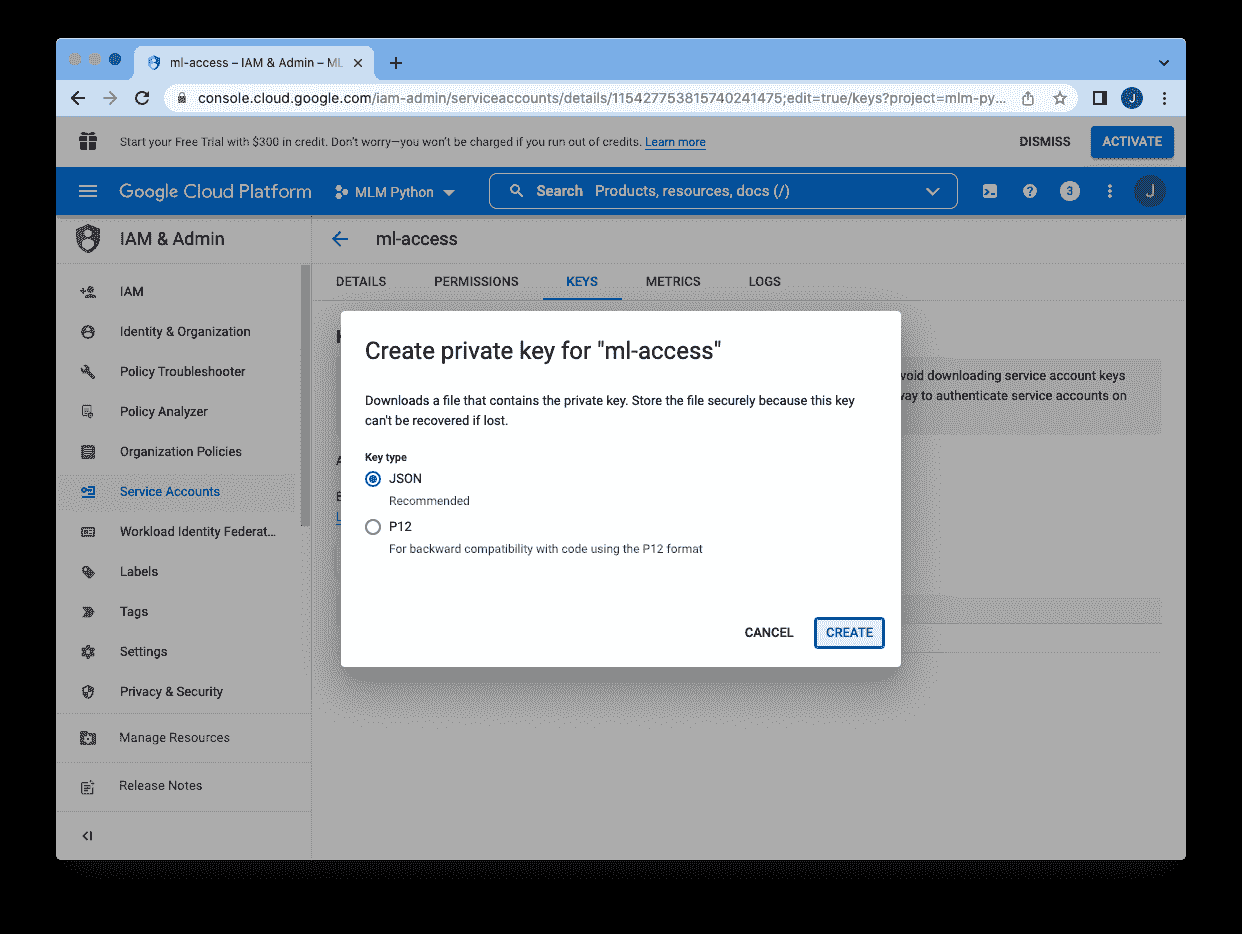 ml-access – IAM & Admin – ML
console.cloud.google.com/iam-admin/serviceaccounts/details/115427753815740241475;edit=true/keys?project=mlm-py...
J
Start your Free Trial with $300 in credit. Don't worry—you won't be charged if you run out of credits. Learn more
DISMISS
ACTIVATE
Google Cloud Platform
MLM Python
Search Products, resources, docs (/)
3
J
IAM & Admin
ml-access
DETAILS PERMISSIONS KEYS METRICS LOGS
IAM
Identity & Organization
Policy Troubleshooter
Policy Analyzer
Organization Policies
Service Accounts
Workload Identity Federat...
Labels
Tags
Settings
Privacy & Security
Manage Resources
Release Notes
void downloading service account keys
way to authenticate service accounts on
Create private key for "ml-access"
Downloads a file that contains the private key. Store the file securely because this key
can't be recovered if lost.
Key type
JSON
Recommended
P12
For backward compatibility with code using the P12 format
CANCEL CREATE